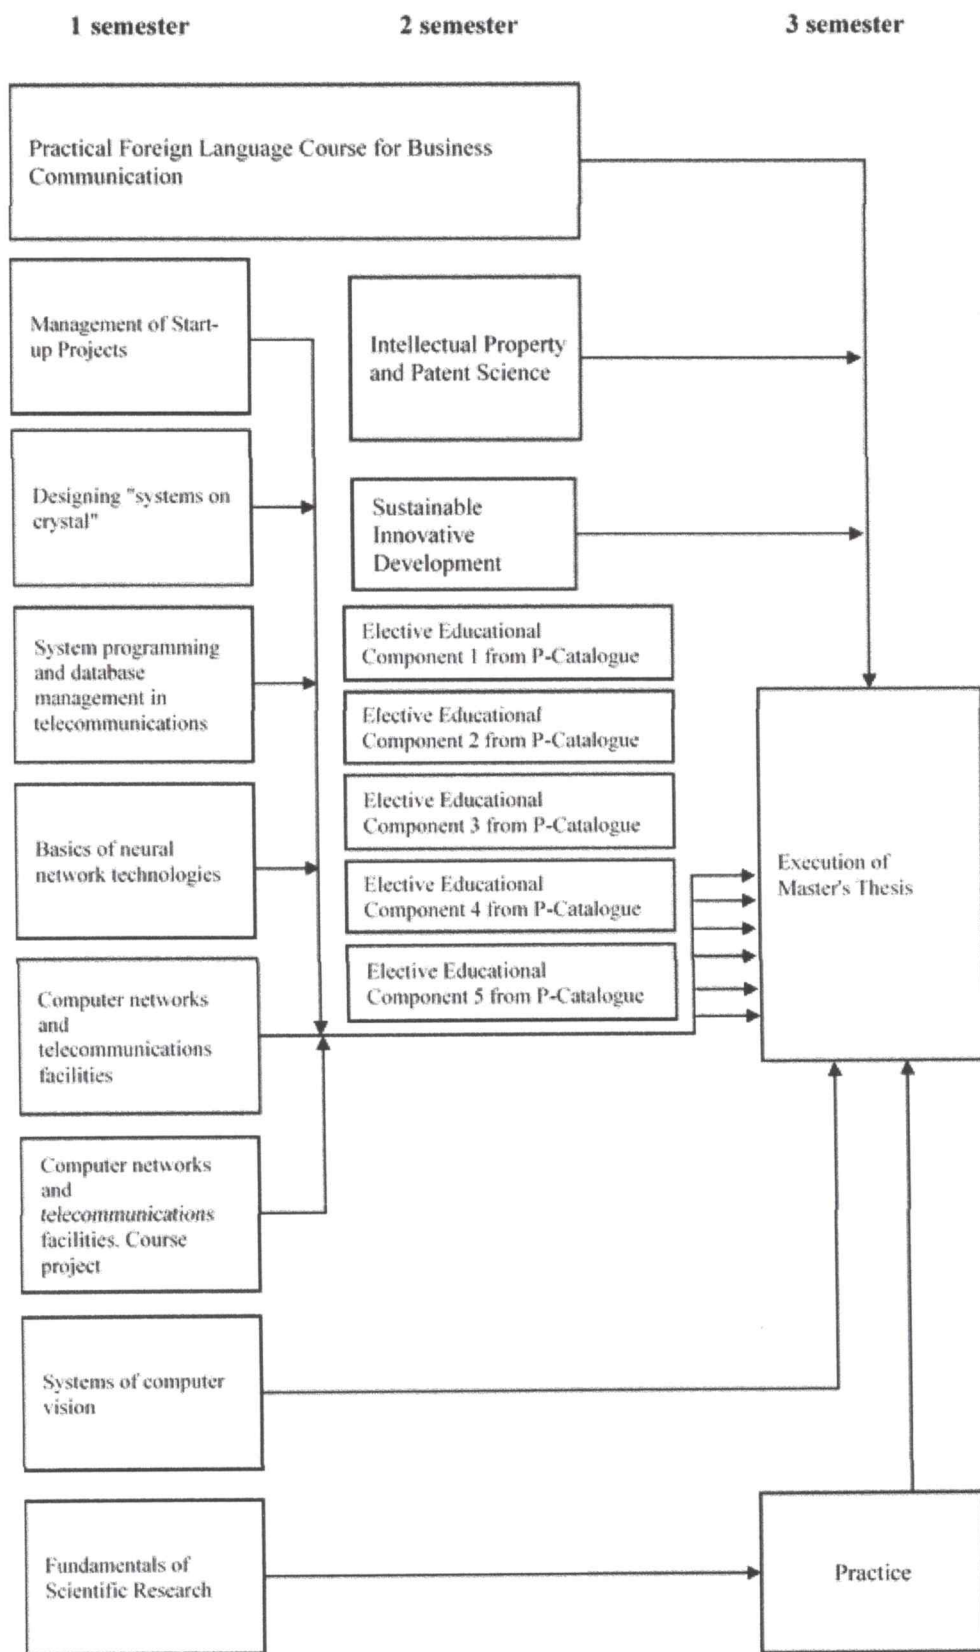 1 semester
2 semester
3 semester
Practical Foreign Language Course for Business
Communication
Management of Start-
up Projects
Intellectual Property
and Patent Science
Designing "systems on
crystal"
Sustainable
Innovative
Development
System programming
and database
management in
telecommunications
Elective Educational
Component 1 from P-Catalogue
Elective Educational
Component 2 from P-Catalogue
Elective Educational
Component 3 from P-Catalogue
Basics of neural
network technologies
Elective Educational
Component 4 from P-Catalogue
Execution of
Master's Thesis
Elective Educational
Component 5 from P-Catalogue
Computer networks
and
telecommunications
facilities
Computer networks
and
telecommunications
facilities. Course
project
Systems of computer
vision
Fundamentals of
Scientific Research
Practice